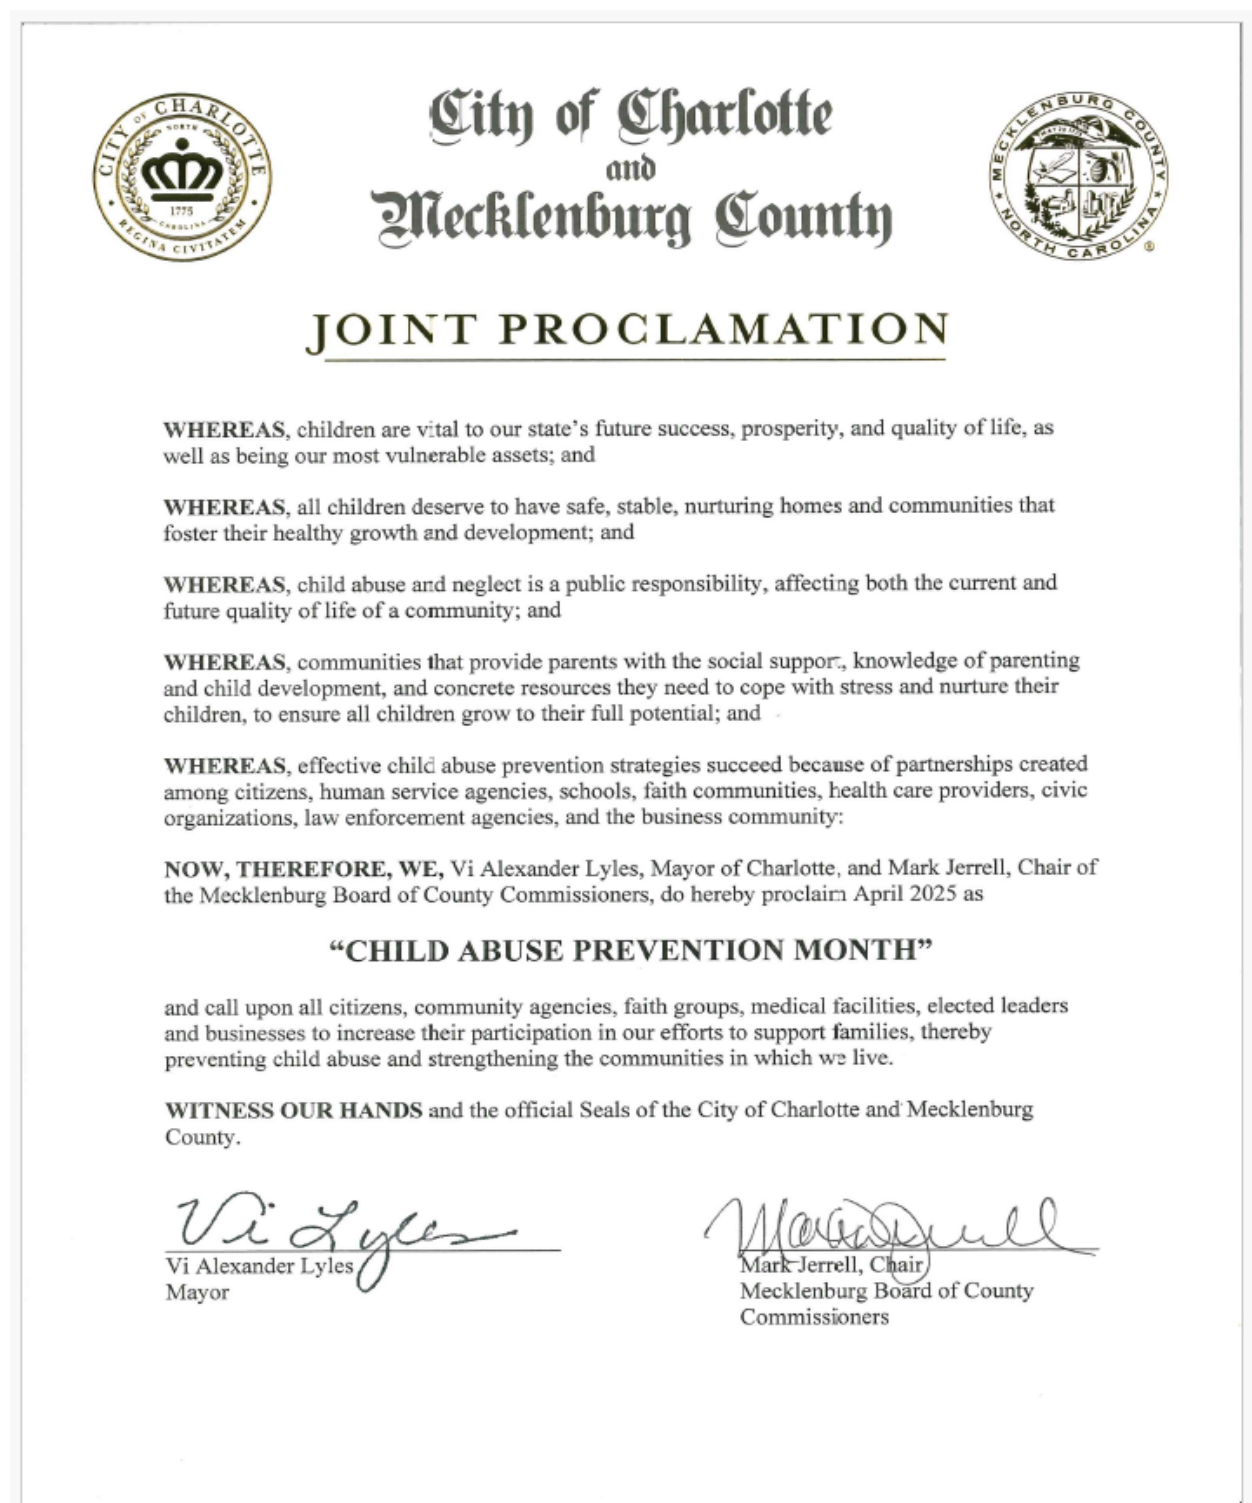 CITY OF CHARLOTTE
NORTH
1775
CAROLINA
REGINA CIVITATEM
City of Charlotte
and
Mecklenburg County
MECKLENBURG COUNTY
MAY 20 1775
NORTH CAROLINA
®
JOINT PROCLAMATION
WHEREAS, children are vital to our state's future success, prosperity, and quality of life, as
well as being our most vulnerable assets; and
WHEREAS, all children deserve to have safe, stable, nurturing homes and communities that
foster their healthy growth and development; and
WHEREAS, child abuse and neglect is a public responsibility, affecting both the current and
future quality of life of a community; and
WHEREAS, communities that provide parents with the social support, knowledge of parenting
and child development, and concrete resources they need to cope with stress and nurture their
children, to ensure all children grow to their full potential; and
WHEREAS, effective child abuse prevention strategies succeed because of partnerships created
among citizens, human service agencies, schools, faith communities, health care providers, civic
organizations, law enforcement agencies, and the business community:
NOW, THEREFORE, WE, Vi Alexander Lyles, Mayor of Charlotte, and Mark Jerrell, Chair of
the Mecklenburg Board of County Commissioners, do hereby proclaim April 2025 as
“CHILD ABUSE PREVENTION MONTH”
and call upon all citizens, community agencies, faith groups, medical facilities, elected leaders
and businesses to increase their participation in our efforts to support families, thereby
preventing child abuse and strengthening the communities in which we live.
WITNESS OUR HANDS and the official Seals of the City of Charlotte and Mecklenburg
County.
Vi Lyles
Vi Alexander Lyles
Mayor
Mark Jerrell
Mark Jerrell, Chair
Mecklenburg Board of County
Commissioners